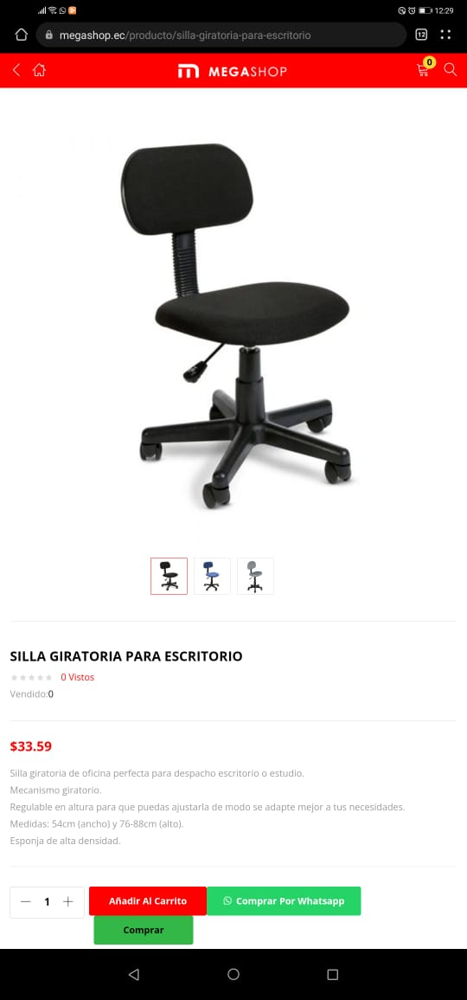 12:29
megashop.ec/producto/silla-giratoria-para-escritorio
12
MEGASHOP
0
SILLA GIRATORIA PARA ESCRITORIO
0 Vistos
Vendido:0
$33.59
Silla giratoria de oficina perfecta para despacho escritorio o estudio.
Mecanismo giratorio.
Regulable en altura para que puedas ajustarla de modo se adapte mejor a tus necesidades.
Medidas: 54cm (ancho) y 76-88cm (alto).
Esponja de alta densidad.
1
Añadir Al Carrito
Comprar Por Whatsapp
Comprar